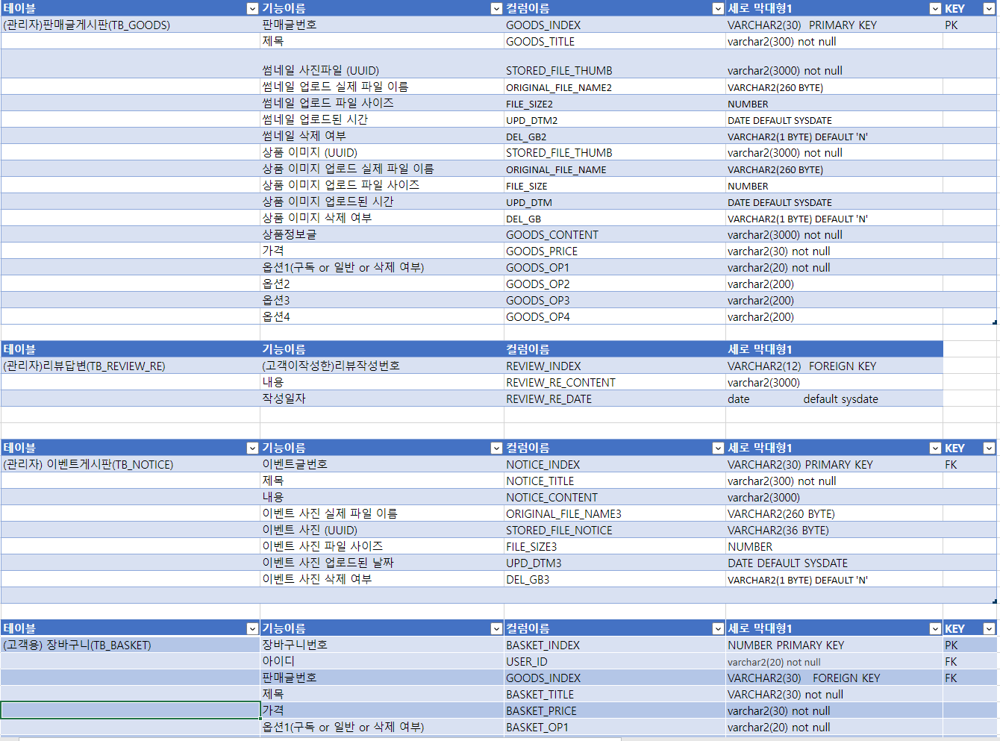 테이블 기능이름 컬럼이름 세로 막대형1 KEY
(관리자)판매글게시판(TB_GOODS) 판매글번호 GOODS_INDEX VARCHAR2(30) PRIMARY KEY PK
제목 GOODS_TITLE varchar2(300) not null
썸네일 사진파일 (UUID) STORED_FILE_THUMB varchar2(3000) not null
썸네일 업로드 실제 파일 이름 ORIGINAL_FILE_NAME2 VARCHAR2(260 BYTE)
썸네일 업로드 파일 사이즈 FILE_SIZE2 NUMBER
썸네일 업로드된 시간 UPD_DTM2 DATE DEFAULT SYSDATE
썸네일 삭제 여부 DEL_GB2 VARCHAR2(1 BYTE) DEFAULT 'N'
상품 이미지 (UUID) STORED_FILE_THUMB varchar2(3000) not null
상품 이미지 업로드 실제 파일 이름 ORIGINAL_FILE_NAME VARCHAR2(260 BYTE)
상품 이미지 업로드 파일 사이즈 FILE_SIZE NUMBER
상품 이미지 업로드된 시간 UPD_DTM DATE DEFAULT SYSDATE
상품 이미지 삭제 여부 DEL_GB VARCHAR2(1 BYTE) DEFAULT 'N'
상품정보글 GOODS_CONTENT varchar2(3000) not null
가격 GOODS_PRICE varchar2(30) not null
옵션1(구독 or 일반 or 삭제 여부) GOODS_OP1 varchar2(20) not null
옵션2 GOODS_OP2 varchar2(200)
옵션3 GOODS_OP3 varchar2(200)
옵션4 GOODS_OP4 varchar2(200)
테이블 기능이름 컬럼이름 세로 막대형1
(관리자)리뷰답변(TB_REVIEW_RE) (고객이작성한)리뷰작성번호 REVIEW_INDEX VARCHAR2(12) FOREIGN KEY
내용 REVIEW_RE_CONTENT varchar2(3000)
작성일자 REVIEW_RE_DATE date default sysdate
테이블 기능이름 컬럼이름 세로 막대형1 KEY
(관리자) 이벤트게시판(TB_NOTICE) 이벤트글번호 NOTICE_INDEX VARCHAR2(30) PRIMARY KEY FK
제목 NOTICE_TITLE varchar2(300) not null
내용 NOTICE_CONTENT varchar2(3000)
이벤트 사진 실제 파일 이름 ORIGINAL_FILE_NAME3 VARCHAR2(260 BYTE)
이벤트 사진 (UUID) STORED_FILE_NOTICE VARCHAR2(36 BYTE)
이벤트 사진 파일 사이즈 FILE_SIZE3 NUMBER
이벤트 사진 업로드된 날짜 UPD_DTM3 DATE DEFAULT SYSDATE
이벤트 사진 삭제 여부 DEL_GB3 VARCHAR2(1 BYTE) DEFAULT 'N'
테이블 기능이름 컬럼이름 세로 막대형1 KEY
(고객용) 장바구니(TB_BASKET) 장바구니번호 BASKET_INDEX NUMBER PRIMARY KEY PK
아이디 USER_ID varchar2(20) not null FK
판매글번호 GOODS_INDEX VARCHAR2(30) FOREIGN KEY FK
제목 BASKET_TITLE VARCHAR2(30) not null
가격 BASKET_PRICE varchar2(30) not null
옵션1(구독 or 일반 or 삭제 여부) BASKET_OP1 varchar2(20) not null